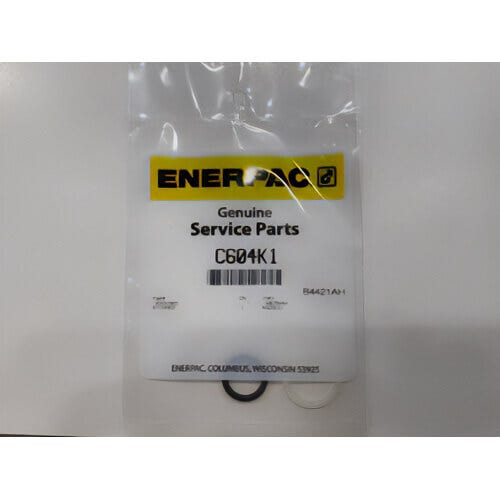 ENERPAC
Genuine
Service Parts
C604K1
B4421AH
ENERPAC, COLUMBUS, WISCONSIN 53925